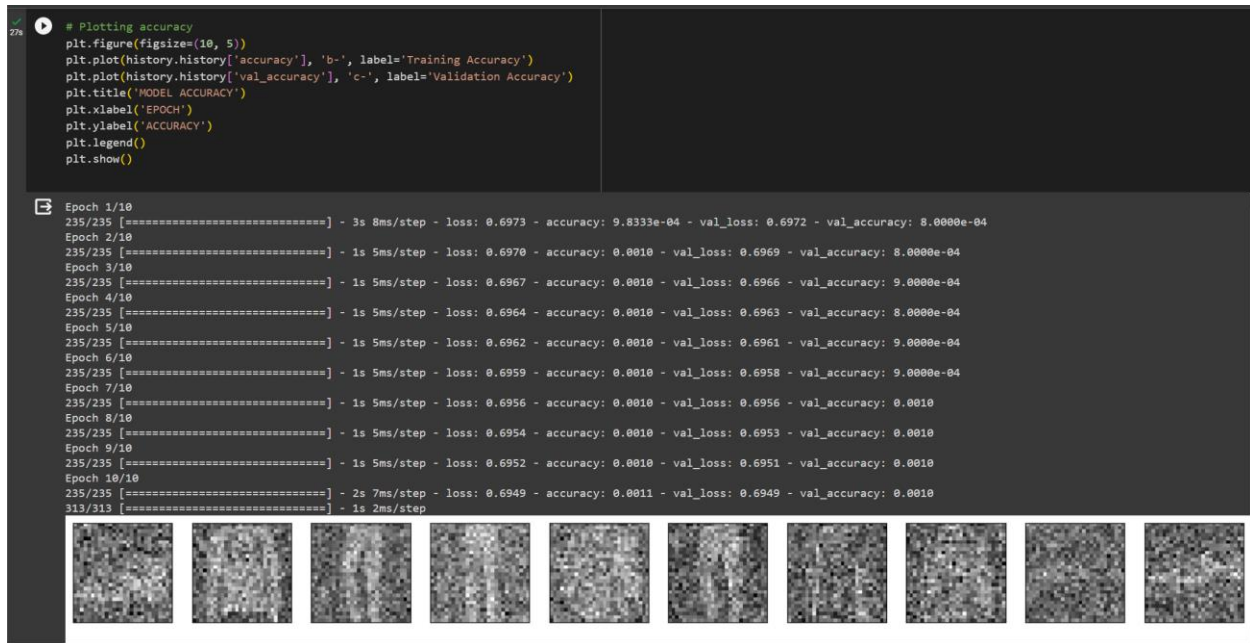 27s
# Plotting accuracy
plt.figure(figsize=(10, 5))
plt.plot(history.history['accuracy'], 'b-', label='Training Accuracy')
plt.plot(history.history['val_accuracy'], 'c-', label='Validation Accuracy')
plt.title('MODEL ACCURACY')
plt.xlabel('EPOCH')
plt.ylabel('ACCURACY')
plt.legend()
plt.show()
Epoch 1/10
235/235 [==============================] - 3s 8ms/step - loss: 0.6973 - accuracy: 9.8333e-04 - val_loss: 0.6972 - val_accuracy: 8.0000e-04
Epoch 2/10
235/235 [==============================] - 1s 5ms/step - loss: 0.6970 - accuracy: 0.0010 - val_loss: 0.6969 - val_accuracy: 8.0000e-04
Epoch 3/10
235/235 [==============================] - 1s 5ms/step - loss: 0.6967 - accuracy: 0.0010 - val_loss: 0.6966 - val_accuracy: 9.0000e-04
Epoch 4/10
235/235 [==============================] - 1s 5ms/step - loss: 0.6964 - accuracy: 0.0010 - val_loss: 0.6963 - val_accuracy: 8.0000e-04
Epoch 5/10
235/235 [==============================] - 1s 5ms/step - loss: 0.6962 - accuracy: 0.0010 - val_loss: 0.6961 - val_accuracy: 9.0000e-04
Epoch 6/10
235/235 [==============================] - 1s 5ms/step - loss: 0.6959 - accuracy: 0.0010 - val_loss: 0.6958 - val_accuracy: 9.0000e-04
Epoch 7/10
235/235 [==============================] - 1s 5ms/step - loss: 0.6956 - accuracy: 0.0010 - val_loss: 0.6956 - val_accuracy: 0.0010
Epoch 8/10
235/235 [==============================] - 1s 5ms/step - loss: 0.6954 - accuracy: 0.0010 - val_loss: 0.6953 - val_accuracy: 0.0010
Epoch 9/10
235/235 [==============================] - 1s 5ms/step - loss: 0.6952 - accuracy: 0.0010 - val_loss: 0.6951 - val_accuracy: 0.0010
Epoch 10/10
235/235 [==============================] - 2s 7ms/step - loss: 0.6949 - accuracy: 0.0011 - val_loss: 0.6949 - val_accuracy: 0.0010
313/313 [==============================] - 1s 2ms/step